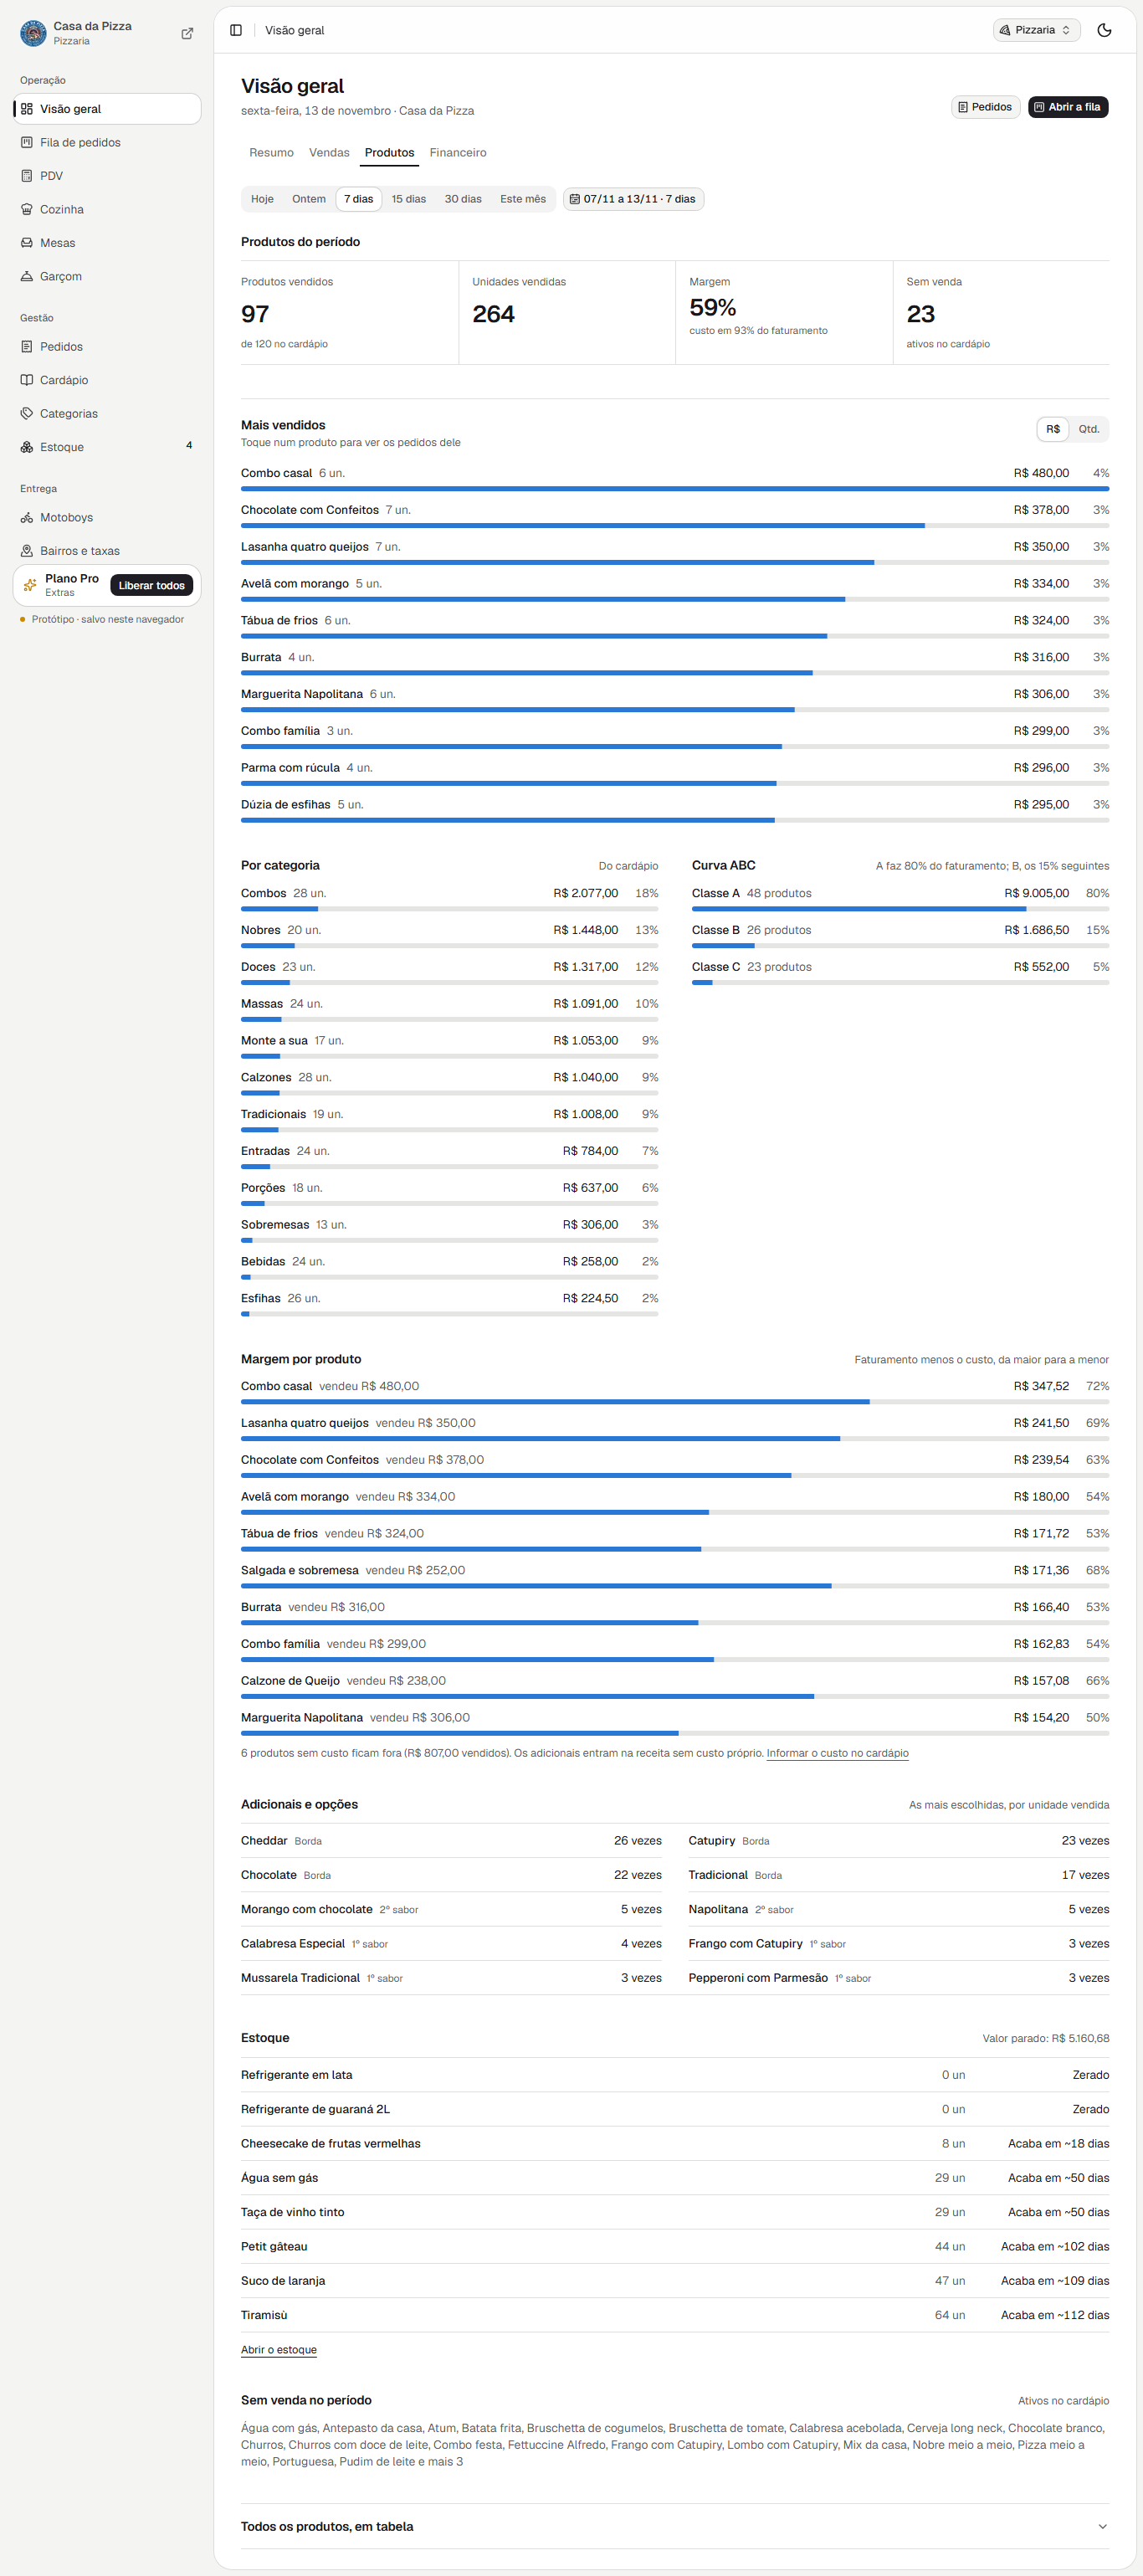 Casa da Pizza
Pizzaria
Operação
Visão geral
Fila de pedidos
PDV
Cozinha
Mesas
Garçom
Gestão
Pedidos
Cardápio
Categorias
Estoque 4
Entrega
Motoboys
Bairros e taxas
Plano Pro
Extras
Liberar todos
Protótipo · salvo neste navegador
Visão geral
Pizzaria
Visão geral
sexta-feira, 13 de novembro · Casa da Pizza
Pedidos
Abrir a fila
Resumo Vendas Produtos Financeiro
Hoje Ontem 7 dias 15 dias 30 dias Este mês 07/11 a 13/11 · 7 dias
Produtos do período
Produtos vendidos
97
de 120 no cardápio
Unidades vendidas
264
Margem
59%
custo em 93% do faturamento
Sem venda
23
ativos no cardápio
Mais vendidos
Toque num produto para ver os pedidos dele
R$ Qtd.
Combo casal 6 un. R$ 480,00 4%
Chocolate com Confeitos 7 un. R$ 378,00 3%
Lasanha quatro queijos 7 un. R$ 350,00 3%
Avelã com morango 5 un. R$ 334,00 3%
Tábua de frios 6 un. R$ 324,00 3%
Burrata 4 un. R$ 316,00 3%
Marguerita Napolitana 6 un. R$ 306,00 3%
Combo família 3 un. R$ 299,00 3%
Parma com rúcula 4 un. R$ 296,00 3%
Dúzia de esfihas 5 un. R$ 295,00 3%
Por categoria Do cardápio
Combos 28 un. R$ 2.077,00 18%
Nobres 20 un. R$ 1.448,00 13%
Doces 23 un. R$ 1.317,00 12%
Massas 24 un. R$ 1.091,00 10%
Monte a sua 17 un. R$ 1.053,00 9%
Calzones 28 un. R$ 1.040,00 9%
Tradicionais 19 un. R$ 1.008,00 9%
Entradas 24 un. R$ 784,00 7%
Porções 18 un. R$ 637,00 6%
Sobremesas 13 un. R$ 306,00 3%
Bebidas 24 un. R$ 258,00 2%
Esfihas 26 un. R$ 224,50 2%
Curva ABC A faz 80% do faturamento; B, os 15% seguintes
Classe A 48 produtos R$ 9.005,00 80%
Classe B 26 produtos R$ 1.686,50 15%
Classe C 23 produtos R$ 552,00 5%
Margem por produto Faturamento menos o custo, da maior para a menor
Combo casal vendeu R$ 480,00 R$ 347,52 72%
Lasanha quatro queijos vendeu R$ 350,00 R$ 241,50 69%
Chocolate com Confeitos vendeu R$ 378,00 R$ 239,54 63%
Avelã com morango vendeu R$ 334,00 R$ 180,00 54%
Tábua de frios vendeu R$ 324,00 R$ 171,72 53%
Salgada e sobremesa vendeu R$ 252,00 R$ 171,36 68%
Burrata vendeu R$ 316,00 R$ 166,40 53%
Combo família vendeu R$ 299,00 R$ 162,83 54%
Calzone de Queijo vendeu R$ 238,00 R$ 157,08 66%
Marguerita Napolitana vendeu R$ 306,00 R$ 154,20 50%
6 produtos sem custo ficam fora (R$ 807,00 vendidos). Os adicionais entram na receita sem custo próprio. Informar o custo no cardápio
Adicionais e opções As mais escolhidas, por unidade vendida
Cheddar Borda 26 vezes Catupiry Borda 23 vezes
Chocolate Borda 22 vezes Tradicional Borda 17 vezes
Morango com chocolate 2º sabor 5 vezes Napolitana 2º sabor 5 vezes
Calabresa Especial 1º sabor 4 vezes Frango com Catupiry 1º sabor 3 vezes
Mussarela Tradicional 1º sabor 3 vezes Pepperoni com Parmesão 1º sabor 3 vezes
Estoque Valor parado: R$ 5.160,68
Refrigerante em lata 0 un Zerado
Refrigerante de guaraná 2L 0 un Zerado
Cheesecake de frutas vermelhas 8 un Acaba em ~18 dias
Água sem gás 29 un Acaba em ~50 dias
Taça de vinho tinto 29 un Acaba em ~50 dias
Petit gâteau 44 un Acaba em ~102 dias
Suco de laranja 47 un Acaba em ~109 dias
Tiramisù 64 un Acaba em ~112 dias
Abrir o estoque
Sem venda no período Ativos no cardápio
Água com gás, Antepasto da casa, Atum, Batata frita, Bruschetta de cogumelos, Bruschetta de tomate, Calabresa acebolada, Cerveja long neck, Chocolate branco,
Churros, Churros com doce de leite, Combo festa, Fettuccine Alfredo, Frango com Catupiry, Lombo com Catupiry, Mix da casa, Nobre meio a meio, Pizza meio a
meio, Portuguesa, Pudim de leite e mais 3
Todos os produtos, em tabela